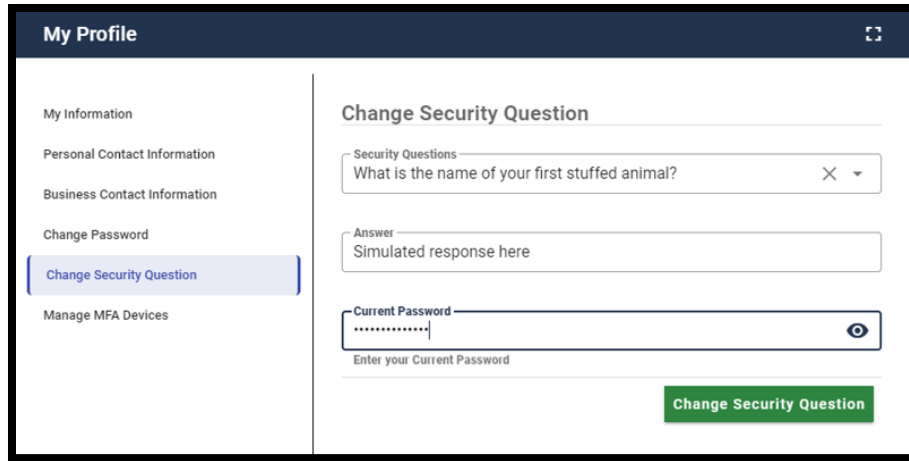 My Profile
My Information
Personal Contact Information
Business Contact Information
Change Password
Change Security Question
Manage MFA Devices
Change Security Question
Security Questions
What is the name of your first stuffed animal?
Answer
Simulated response here
Current Password
••••••••••••••
Enter your Current Password
Change Security Question